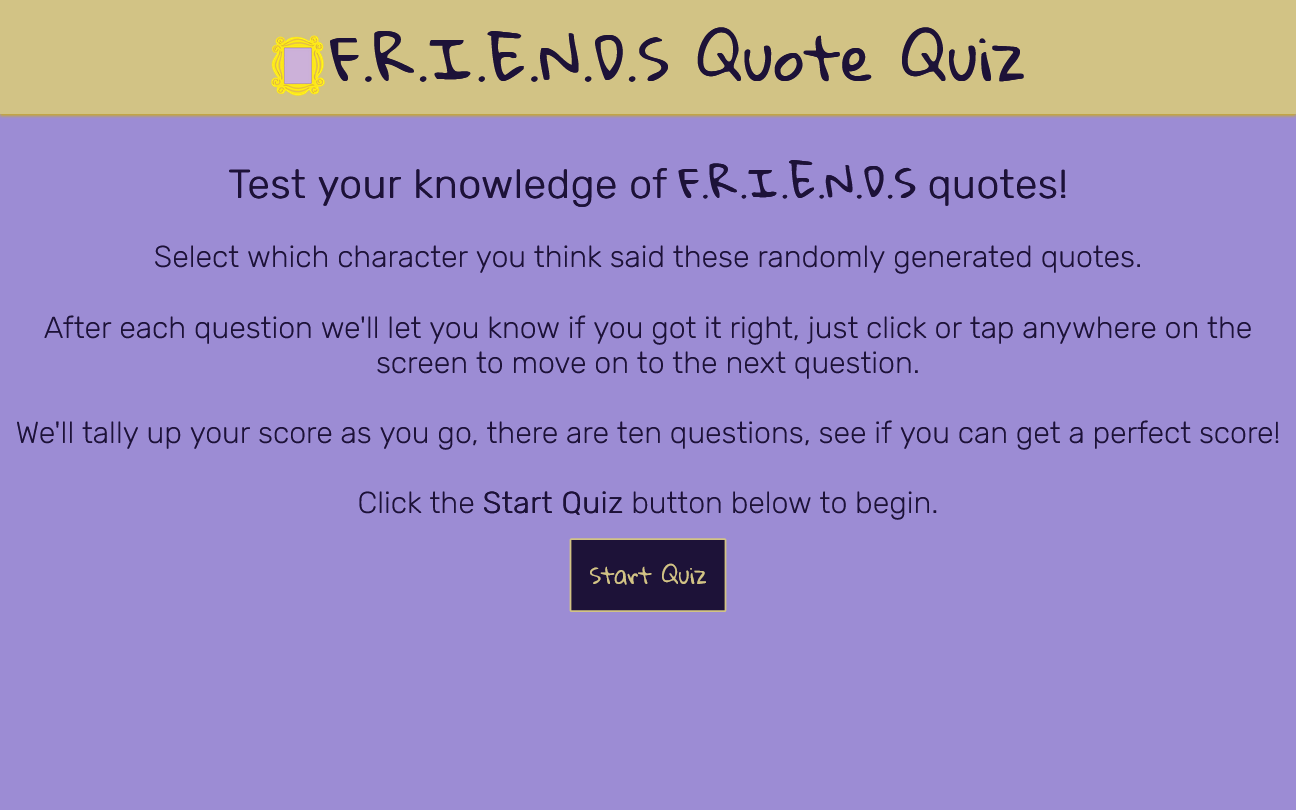 F.R.I.E.N.D.S Quote Quiz
Test your knowledge of F.R.I.E.N.D.S quotes!
Select which character you think said these randomly generated quotes.
After each question we'll let you know if you got it right, just click or tap anywhere on the
screen to move on to the next question.
We'll tally up your score as you go, there are ten questions, see if you can get a perfect score!
Click the Start Quiz button below to begin.
Start Quiz